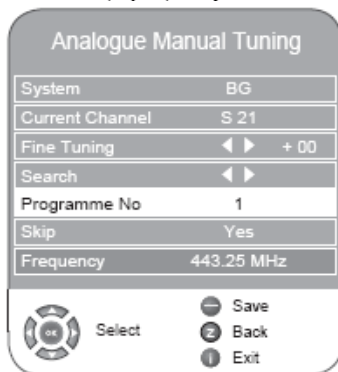 Analogue Manual Tuning
System BG
Current Channel S 21
Fine Tuning + 00
Search
Programme No 1
Skip Yes
Frequency 443.25 MHz
OK Select
Save
Z Back
i Exit